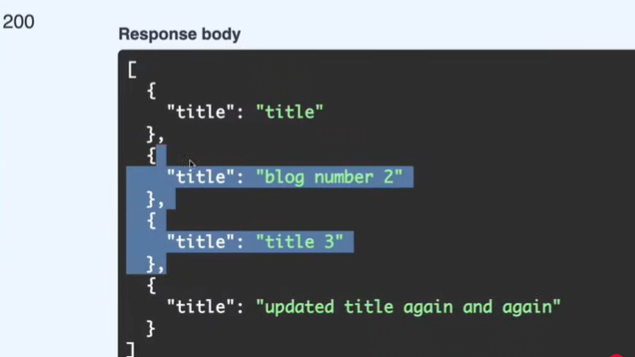 200
Response body
[
{
"title": "title"
},
{
"title": "blog number 2"
},
{
"title": "title 3"
},
{
"title": "updated title again and again"
}
]